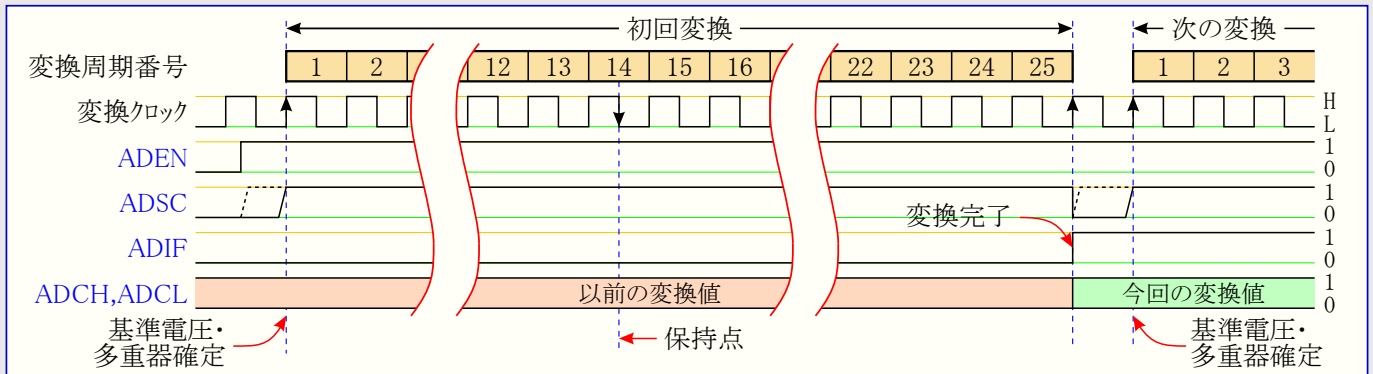 初回変換 次の変換
変換周期番号 1 2 12 13 14 15 16 22 23 24 25 1 2 3
変換クロック H
L
ADEN 1
0
ADSC 1
0
変換完了
ADIF 1
0
ADCH,ADCL 以前の変換値 今回の変換値 1
0
基準電圧・
多重器確定
保持点
基準電圧・
多重器確定